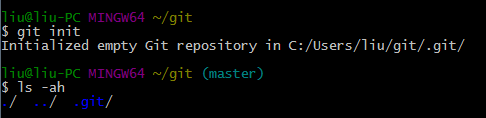 liu@liu-PC MINGW64 ~/git
$ git init
Initialized empty Git repository in C:/Users/liu/git/.git/
liu@liu-PC MINGW64 ~/git (master)
$ ls -ah
./ ../ .git/